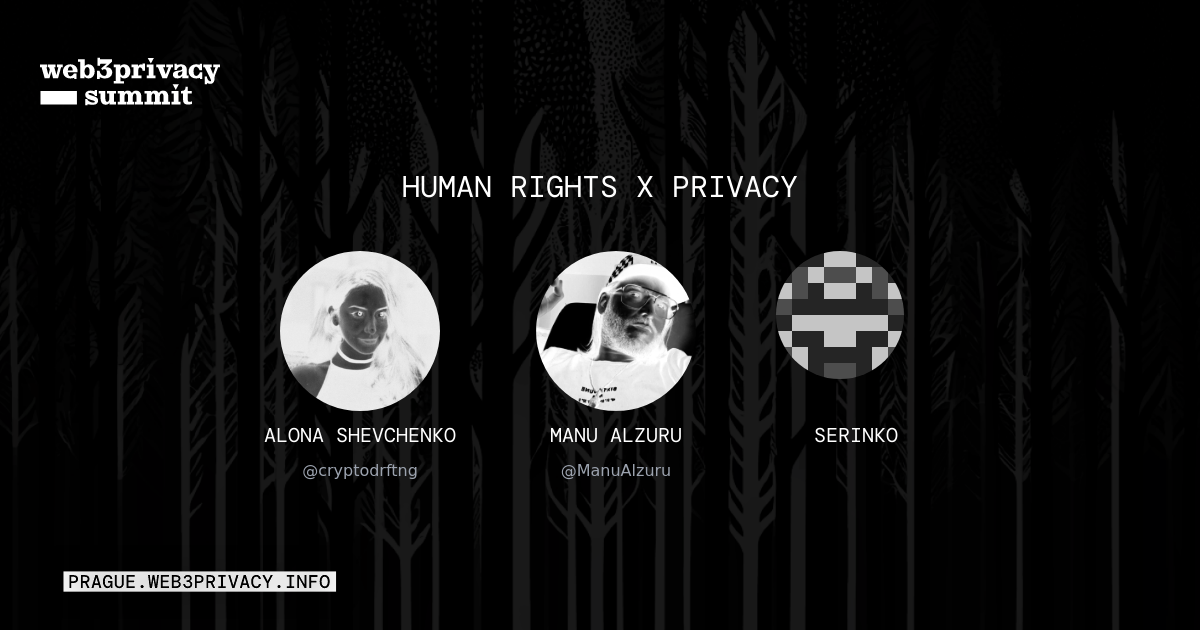 web3privacy
summit
HUMAN RIGHTS X PRIVACY
ALONA SHEVCHENKO
@cryptodrftng
MANU ALZURU
@ManuAlzuru
SERINKO
PRAGUE.WEB3PRIVACY.INFO